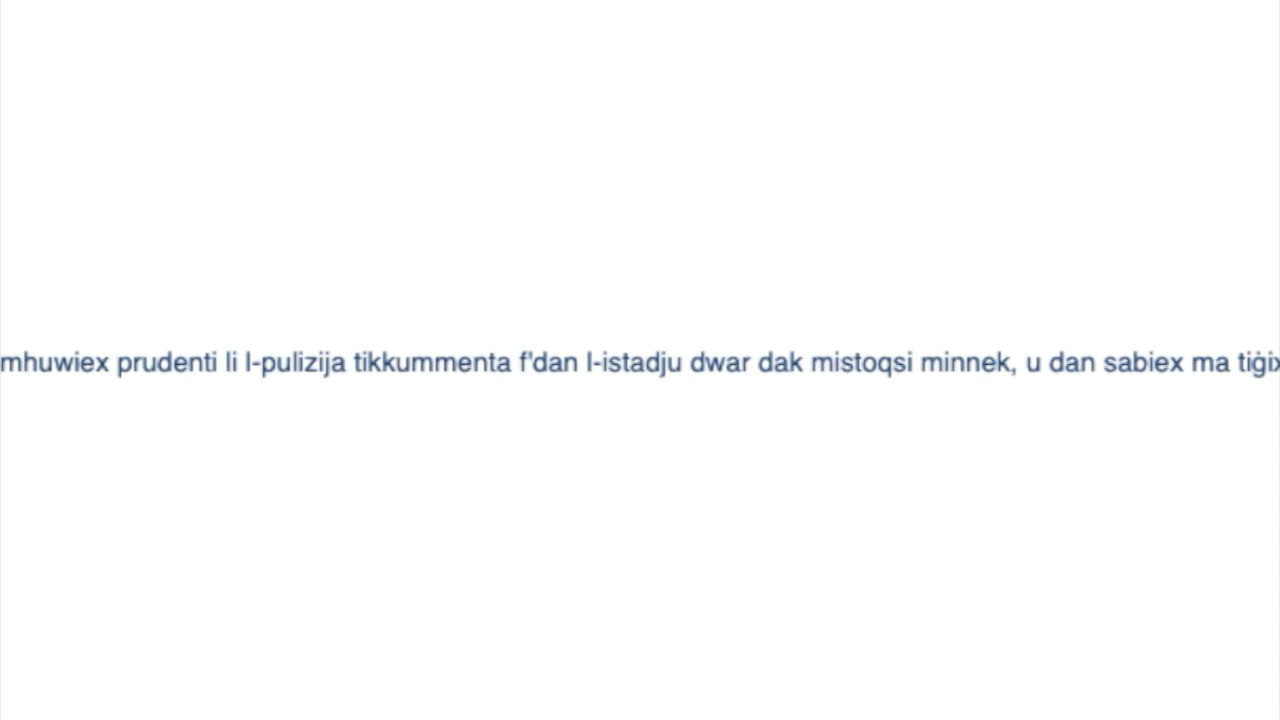 mhuwiex prudenti li l-pulizija tikkummenta f'dan l-istadju dwar dak mistoqsi minnek, u dan sabiex ma